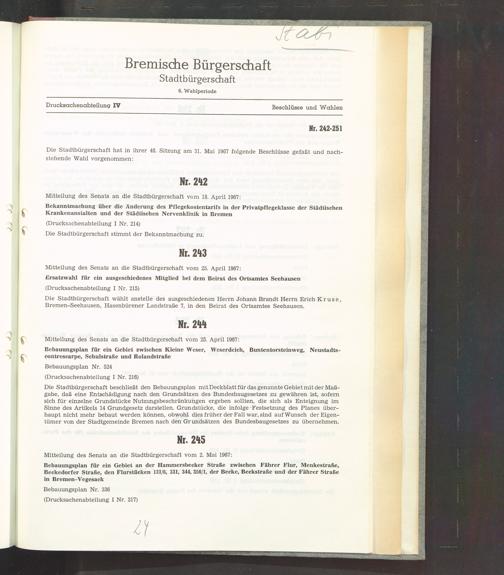 Stabi
Bremische Bürgerschaft
Stadtbürgerschaft
6. Wahlperiode
Drucksachenabteilung IV Beschlüsse und Wahlen
Nr. 242-251
Die Stadtbürgerschaft hat in ihrer 46. Sitzung am 31. Mai 1967 folgende Beschlüsse gefaßt und nach-
stehende Wahl vorgenommen:
Nr. 242
Mitteilung des Senats an die Stadtbürgerschaft vom 18. April 1967:
Bekanntmachung über die Änderung des Pflegekostentarifs in der Privatpflegeklasse der Städtischen
Krankenanstalten und der Städtischen Nervenklinik in Bremen
(Drucksachenabteilung I Nr. 214)
Die Stadtbürgerschaft stimmt der Bekanntmachung zu.
Nr. 243
Mitteilung des Senats an die Stadtbürgerschaft vom 25. April 1967:
Ersatzwahl für ein ausgeschiedenes Mitglied bei dem Beirat des Ortsamtes Seehausen
(Drucksachenabteilung I Nr. 215)
Die Stadtbürgerschaft wählt anstelle des ausgeschiedenen Herrn Johann Brandt Herrn Erich Kruse,
Bremen-Seehausen, Hasenbürener Landstraße 7, in den Beirat des Ortsamtes Seehausen.
Nr. 244
Mitteilung des Senats an die Stadtbürgerschaft vom 25. April 1967:
Bebauungsplan für ein Gebiet zwischen Kleine Weser, Weserdeich, Buntentorsteinweg, Neustadts-
contrescarpe, Schulstraße und Rolandstraße
Bebauungsplan Nr. 524
(Drucksachenabteilung I Nr. 216)
Die Stadtbürgerschaft beschließt den Bebauungsplan mit Deckblatt für das genannte Gebiet mit der Maß-
gabe, daß eine Entschädigung nach den Grundsätzen des Bundesbaugesetzes zu gewähren ist, sofern
sich für einzelne Grundstücke Nutzungsbeschränkungen ergeben sollten, die sich als Enteignung im
Sinne des Artikels 14 Grundgesetz darstellen. Grundstücke, die infolge Festsetzung des Planes über-
haupt nicht mehr bebaut werden können, obwohl dies früher der Fall war, sind auf Wunsch der Eigen-
tümer von der Stadtgemeinde Bremen nach den Grundsätzen des Bundesbaugesetzes zu übernehmen.
Nr. 245
Mitteilung des Senats an die Stadtbürgerschaft vom 2. Mai 1967:
Bebauungsplan für ein Gebiet an der Hammersbecker Straße zwischen Fährer Flur, Menkestraße,
Beckedorfer Straße, den Flurstücken 131/6, 331, 344, 356/1, der Becke, Beckstraße und der Fährer Straße
in Bremen-Vegesack
Bebauungsplan Nr. 336
(Drucksachenabteilung I Nr. 217)
24